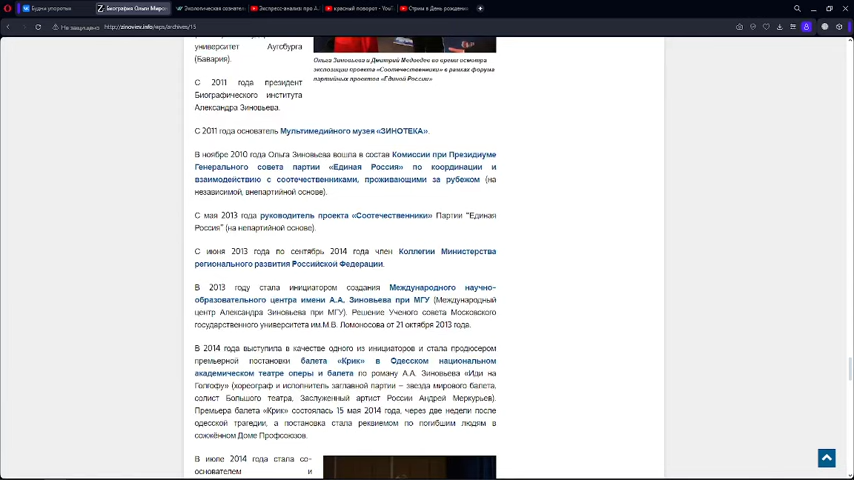 Будни упоротых
Биография Ольги Миро
Экологическая сознател
Экспресс-анализ про А.
красный поворот - YouT
Стрим в День рождени
Не защищено
http://zinoviev.info/wps/archives/15
университет Аугсбурга
(Бавария).
Ольга Зиновьева и Дмитрий Медведев во время осмотра
экспозиции проекта «Соотечественники» в рамках форума
партийных проектов «Единой России»
С 2011 года президент
Биографического института
Александра Зиновьева.
С 2011 года основатель Мультимедийного музея «ЗИНОТЕКА».
В ноябре 2010 года Ольга Зиновьева вошла в состав Комиссии при Президиуме
Генерального совета партии «Единая Россия» по координации и
взаимодействию с соотечественниками, проживающими за рубежом (на
независимой, внепартийной основе).
С мая 2013 года руководитель проекта «Соотечественники» Партии "Единая
Россия" (на непартийной основе).
С июня 2013 года по сентябрь 2014 года член Коллегии Министерства
регионального развития Российской Федерации.
В 2013 году стала инициатором создания Международного научно-
образовательного центра имени А.А. Зиновьева при МГУ (Международный
центр Александра Зиновьева при МГУ). Решение Ученого совета Московского
государственного университета им.М.В. Ломоносова от 21 октября 2013 года.
В 2014 года выступила в качестве одного из инициаторов и стала продюсером
премьерной постановки балета «Крик» в Одесском национальном
академическом театре оперы и балета по роману А.А. Зиновьева «Иди на
Голгофу» (хореограф и исполнитель заглавной партии – звезда мирового балета,
солист Большого театра, Заслуженный артист России Андрей Меркурьев).
Премьера балета «Крик» состоялась 15 мая 2014 года, через две недели после
одесской трагедии, а постановка стала реквиемом по погибшим людям в
сожжённом Доме Профсоюзов.
В июле 2014 года стала со-
основателем и